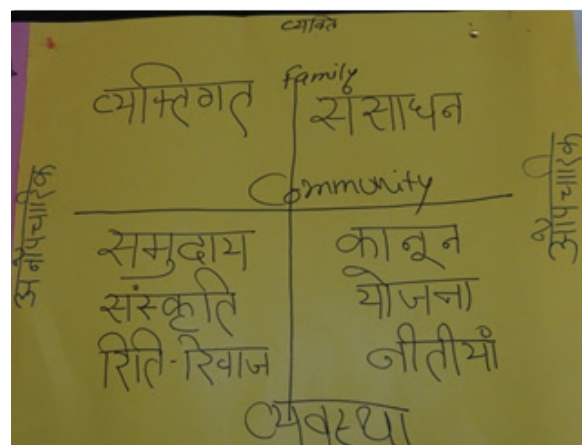 व्यक्ति
Family
व्यक्तिगत संसाधन
अनौपचारिक
औपचारिक
Community
समुदाय कानून
संस्कृति योजना
रिति-रिवाज नीतीयाँ
व्यवस्था